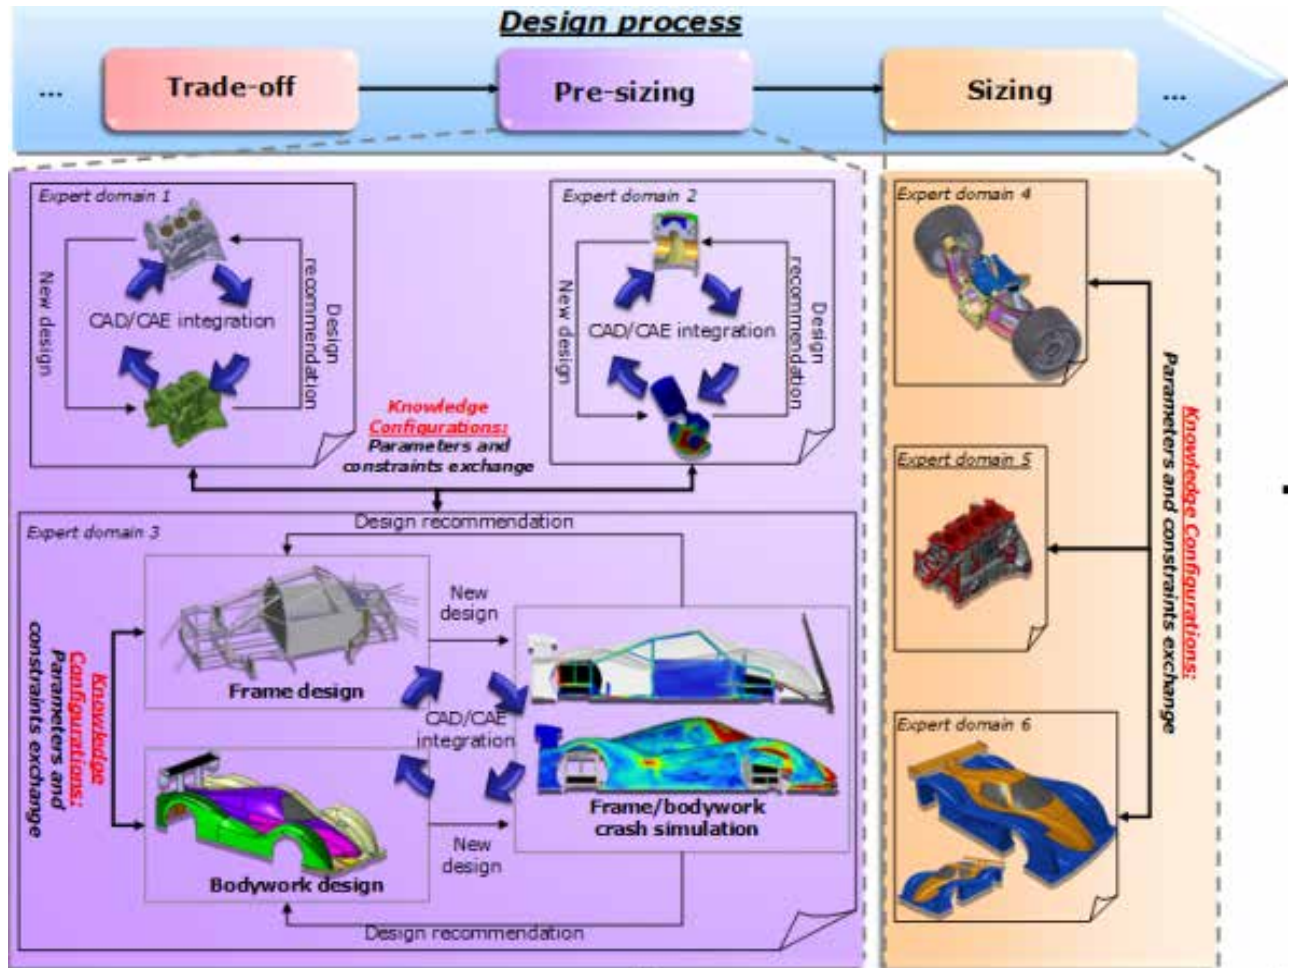 Design process
...
Trade-off
Pre-sizing
Sizing
...
Expert domain 1
New design
CAD/CAE integration
Design
recommendation
Expert domain 2
New design
CAD/CAE integration
Design
recommendation
Knowledge
Configurations:
Parameters and
constraints exchange
Expert domain 3
Design recommendation
Knowledge
Configurations:
Parameters and
constraints exchange
Frame design
New
design
CAD/CAE
integration
Bodywork design
New
design
Frame/bodywork
crash simulation
Design recommendation
Expert domain 4
Expert domain 5
Expert domain 6
Knowledge Configurations:
Parameters and constraints exchange